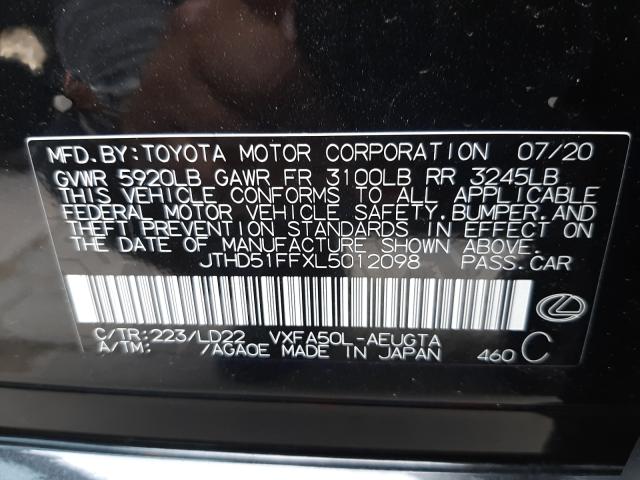 MFD. BY: TOYOTA MOTOR CORPORATION 07/20
GVWR 5920LB GAWR FR 3100LB RR 3245LB
THIS VEHICLE CONFORMS TO ALL APPLICABLE
FEDERAL MOTOR VEHICLE SAFETY, BUMPER, AND
THEFT PREVENTION STANDARDS IN EFFECT ON
THE DATE OF MANUFACTURE SHOWN ABOVE.
JTHD51FFXL5012098 PASS. CAR
C/TR: 223/LD22 VXFA50L-AEUGTA
A/TM: /AGA0E MADE IN JAPAN 460 C